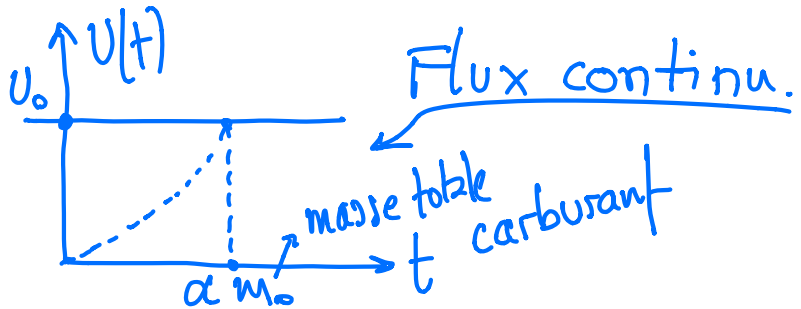 U(t)
U₀
Flux continu.
masse totale
carburant
α m₀
t